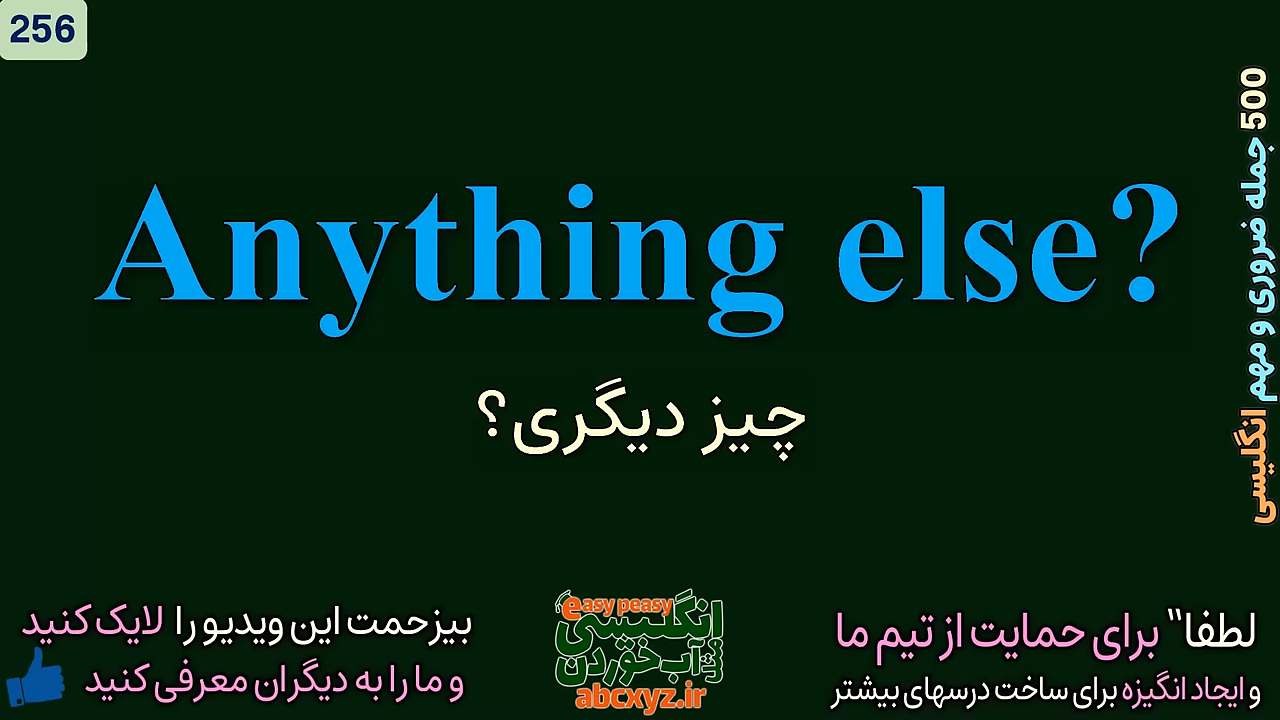 256
500 جمله ضروری و مهم انگلیسی
Anything else?
چیز دیگری؟
لطفا" برای حمایت از تیم ما
و ایجاد انگیزه برای ساخت درسهای بیشتر
easy peasy
انگلیسی
آب خوردن
abcxyz.ir
بیزحمت این ویدیو را لایک کنید
و ما را به دیگران معرفی کنید